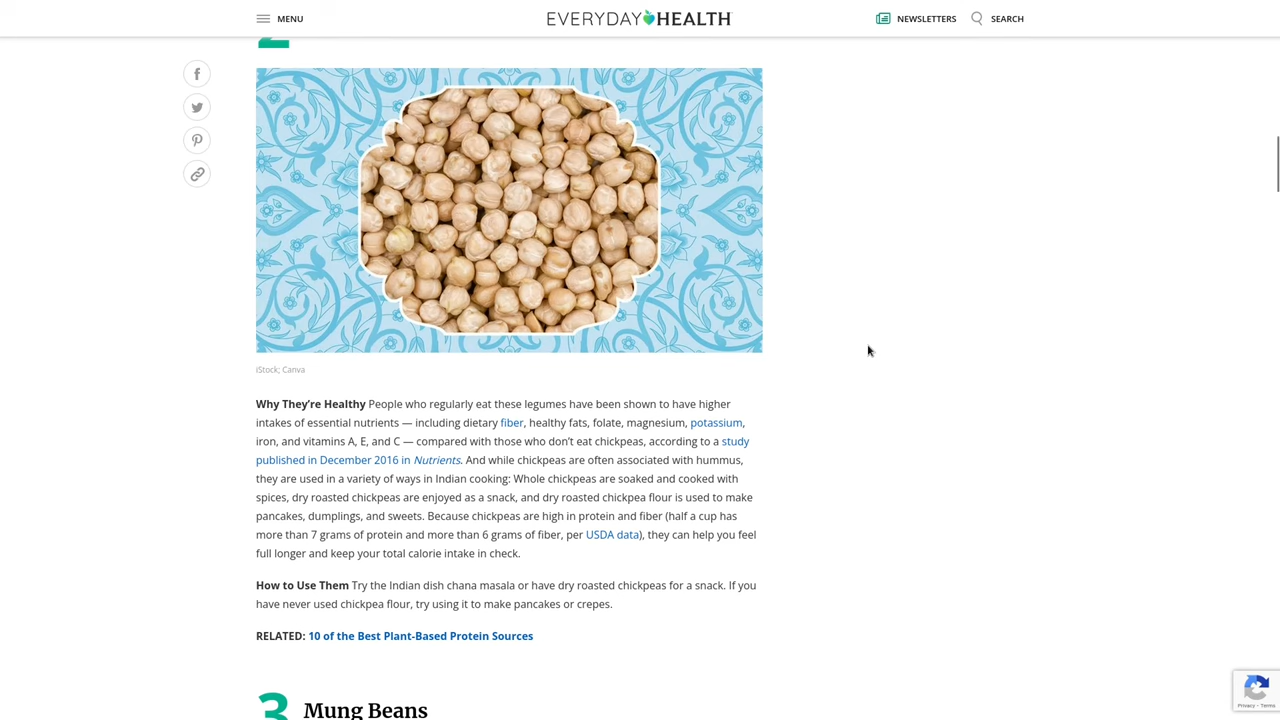 MENU
EVERYDAY HEALTH
NEWSLETTERS
SEARCH
iStock; Canva
Why They’re Healthy People who regularly eat these legumes have been shown to have higher
intakes of essential nutrients — including dietary fiber, healthy fats, folate, magnesium, potassium,
iron, and vitamins A, E, and C — compared with those who don’t eat chickpeas, according to a study
published in December 2016 in Nutrients. And while chickpeas are often associated with hummus,
they are used in a variety of ways in Indian cooking: Whole chickpeas are soaked and cooked with
spices, dry roasted chickpeas are enjoyed as a snack, and dry roasted chickpea flour is used to make
pancakes, dumplings, and sweets. Because chickpeas are high in protein and fiber (half a cup has
more than 7 grams of protein and more than 6 grams of fiber, per USDA data), they can help you feel
full longer and keep your total calorie intake in check.
How to Use Them Try the Indian dish chana masala or have dry roasted chickpeas for a snack. If you
have never used chickpea flour, try using it to make pancakes or crepes.
RELATED: 10 of the Best Plant-Based Protein Sources
3 Mung Beans
Privacy - Terms